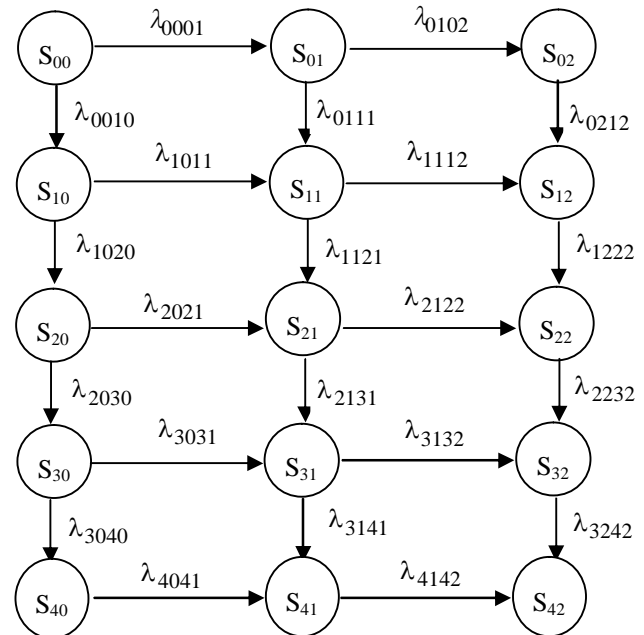 λ₀₀₀₁ λ₀₁₀₂
S₀₀ S₀₁ S₀₂
λ₀₀₁₀ λ₀₁₁₁ λ₀₂₁₂
λ₁₀₁₁ λ₁₁₁₂
S₁₀ S₁₁ S₁₂
λ₁₀₂₀ λ₁₁₂₁ λ₁₂₂₂
λ₂₀₂₁ λ₂₁₂₂
S₂₀ S₂₁ S₂₂
λ₂₀₃₀ λ₂₁₃₁ λ₂₂₃₂
λ₃₀₃₁ λ₃₁₃₂
S₃₀ S₃₁ S₃₂
λ₃₀₄₀ λ₃₁₄₁ λ₃₂₄₂
λ₄₀₄₁ λ₄₁₄₂
S₄₀ S₄₁ S₄₂